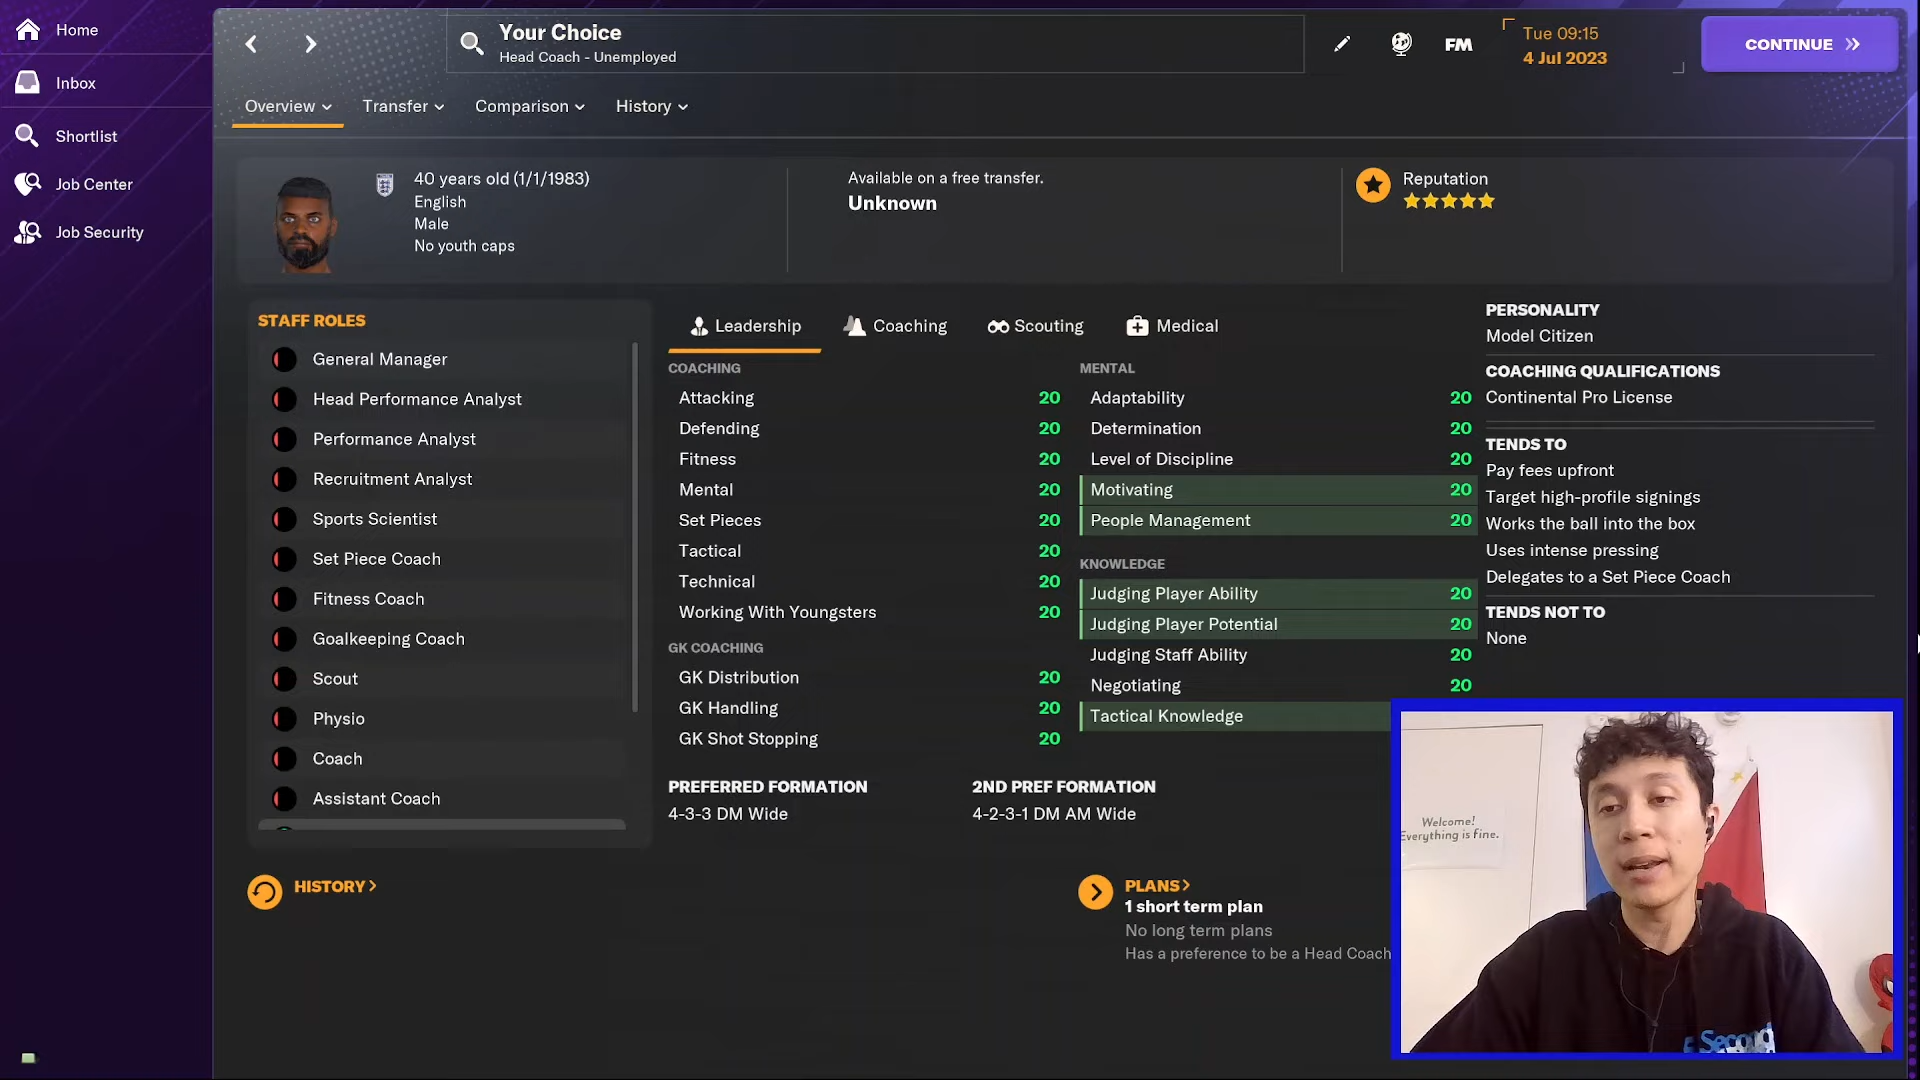 Home
Inbox
Shortlist
Job Center
Job Security
Your Choice
Head Coach - Unemployed
FM
Tue 09:15
4 Jul 2023
CONTINUE
Overview
Transfer
Comparison
History
40 years old (1/1/1983)
English
Male
No youth caps
Available on a free transfer.
Unknown
Reputation
STAFF ROLES
General Manager
Head Performance Analyst
Performance Analyst
Recruitment Analyst
Sports Scientist
Set Piece Coach
Fitness Coach
Goalkeeping Coach
Scout
Physio
Coach
Assistant Coach
Leadership
Coaching
Scouting
Medical
COACHING
Attacking 20
Defending 20
Fitness 20
Mental 20
Set Pieces 20
Tactical 20
Technical 20
Working With Youngsters 20
GK COACHING
GK Distribution 20
GK Handling 20
GK Shot Stopping 20
MENTAL
Adaptability 20
Determination 20
Level of Discipline 20
Motivating 20
People Management 20
KNOWLEDGE
Judging Player Ability 20
Judging Player Potential 20
Judging Staff Ability 20
Negotiating 20
Tactical Knowledge
PERSONALITY
Model Citizen
COACHING QUALIFICATIONS
Continental Pro License
TENDS TO
Pay fees upfront
Target high-profile signings
Works the ball into the box
Uses intense pressing
Delegates to a Set Piece Coach
TENDS NOT TO
None
PREFERRED FORMATION
4-3-3 DM Wide
2ND PREF FORMATION
4-2-3-1 DM AM Wide
HISTORY >
PLANS >
1 short term plan
No long term plans
Has a preference to be a Head Coach
Welcome!
Everything is fine.
Second